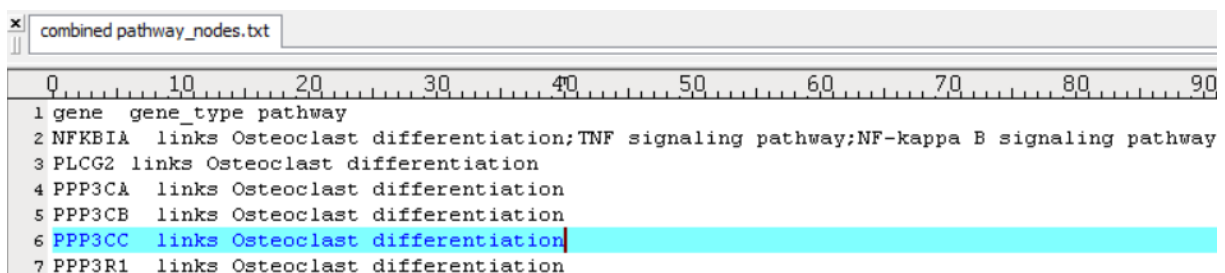 combined pathway_nodes.txt
0 10 20 30 40 50 60 70 80 90
1 gene gene_type pathway
2 NFKBIA links Osteoclast differentiation;TNF signaling pathway;NF-kappa B signaling pathway
3 PLCG2 links Osteoclast differentiation
4 PPP3CA links Osteoclast differentiation
5 PPP3CB links Osteoclast differentiation
6 PPP3CC links Osteoclast differentiation
7 PPP3R1 links Osteoclast differentiation